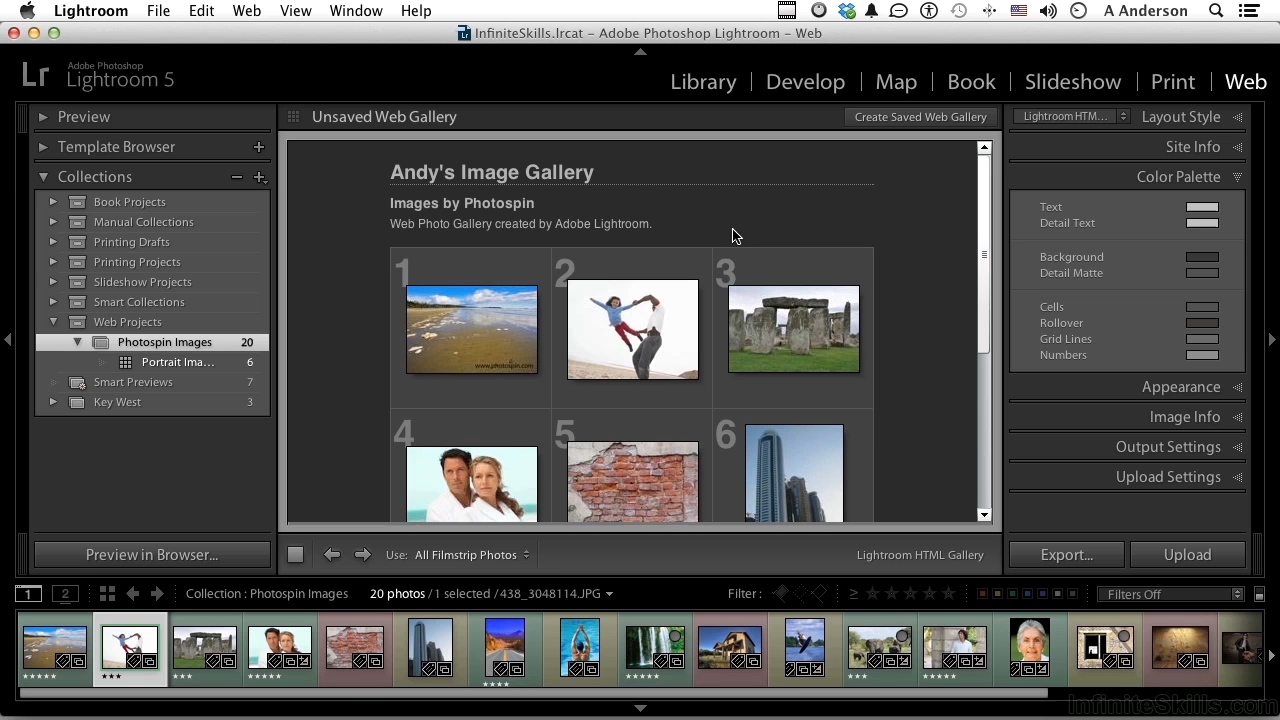 Lightroom File Edit Web View Window Help A Anderson
InfiniteSkills.lrcat – Adobe Photoshop Lightroom – Web
Lr Adobe Photoshop
Lightroom 5
Library | Develop | Map | Book | Slideshow | Print | Web
Preview
Template Browser
Collections
Book Projects
Manual Collections
Printing Drafts
Printing Projects
Slideshow Projects
Smart Collections
Web Projects
Photospin Images 20
Portrait Ima... 6
Smart Previews 7
Key West 3
Preview in Browser...
Unsaved Web Gallery
Create Saved Web Gallery
Andy's Image Gallery
Images by Photospin
Web Photo Gallery created by Adobe Lightroom.
1 2 3
www.photospin.com
4 5 6
Use: All Filmstrip Photos
Lightroom HTML Gallery
Lightroom HTM... Layout Style
Site Info
Color Palette
Text
Detail Text
Background
Detail Matte
Cells
Rollover
Grid Lines
Numbers
Appearance
Image Info
Output Settings
Upload Settings
Export... Upload
1 2 Collection : Photospin Images 20 photos / 1 selected / 438_3048114.JPG Filter : Filters Off
InfiniteSkills.com